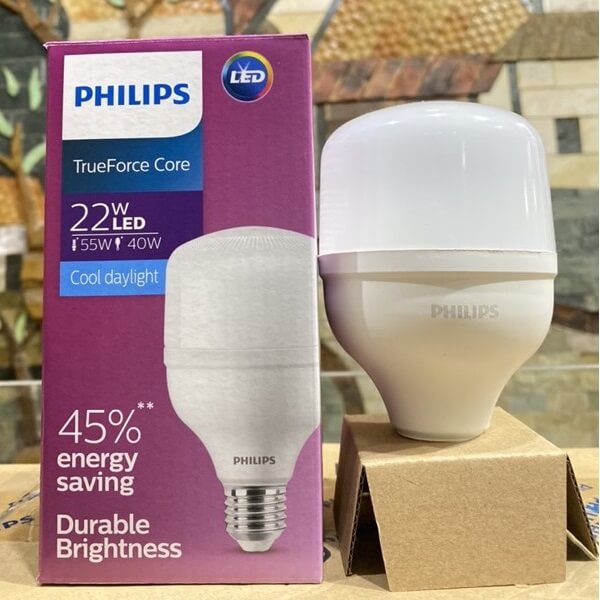 PHILIPS
LED
TrueForce Core
22W LED
55W 40W
Cool daylight
45%**
energy
saving
Durable
Brightness
PHILIPS
PHILIPS